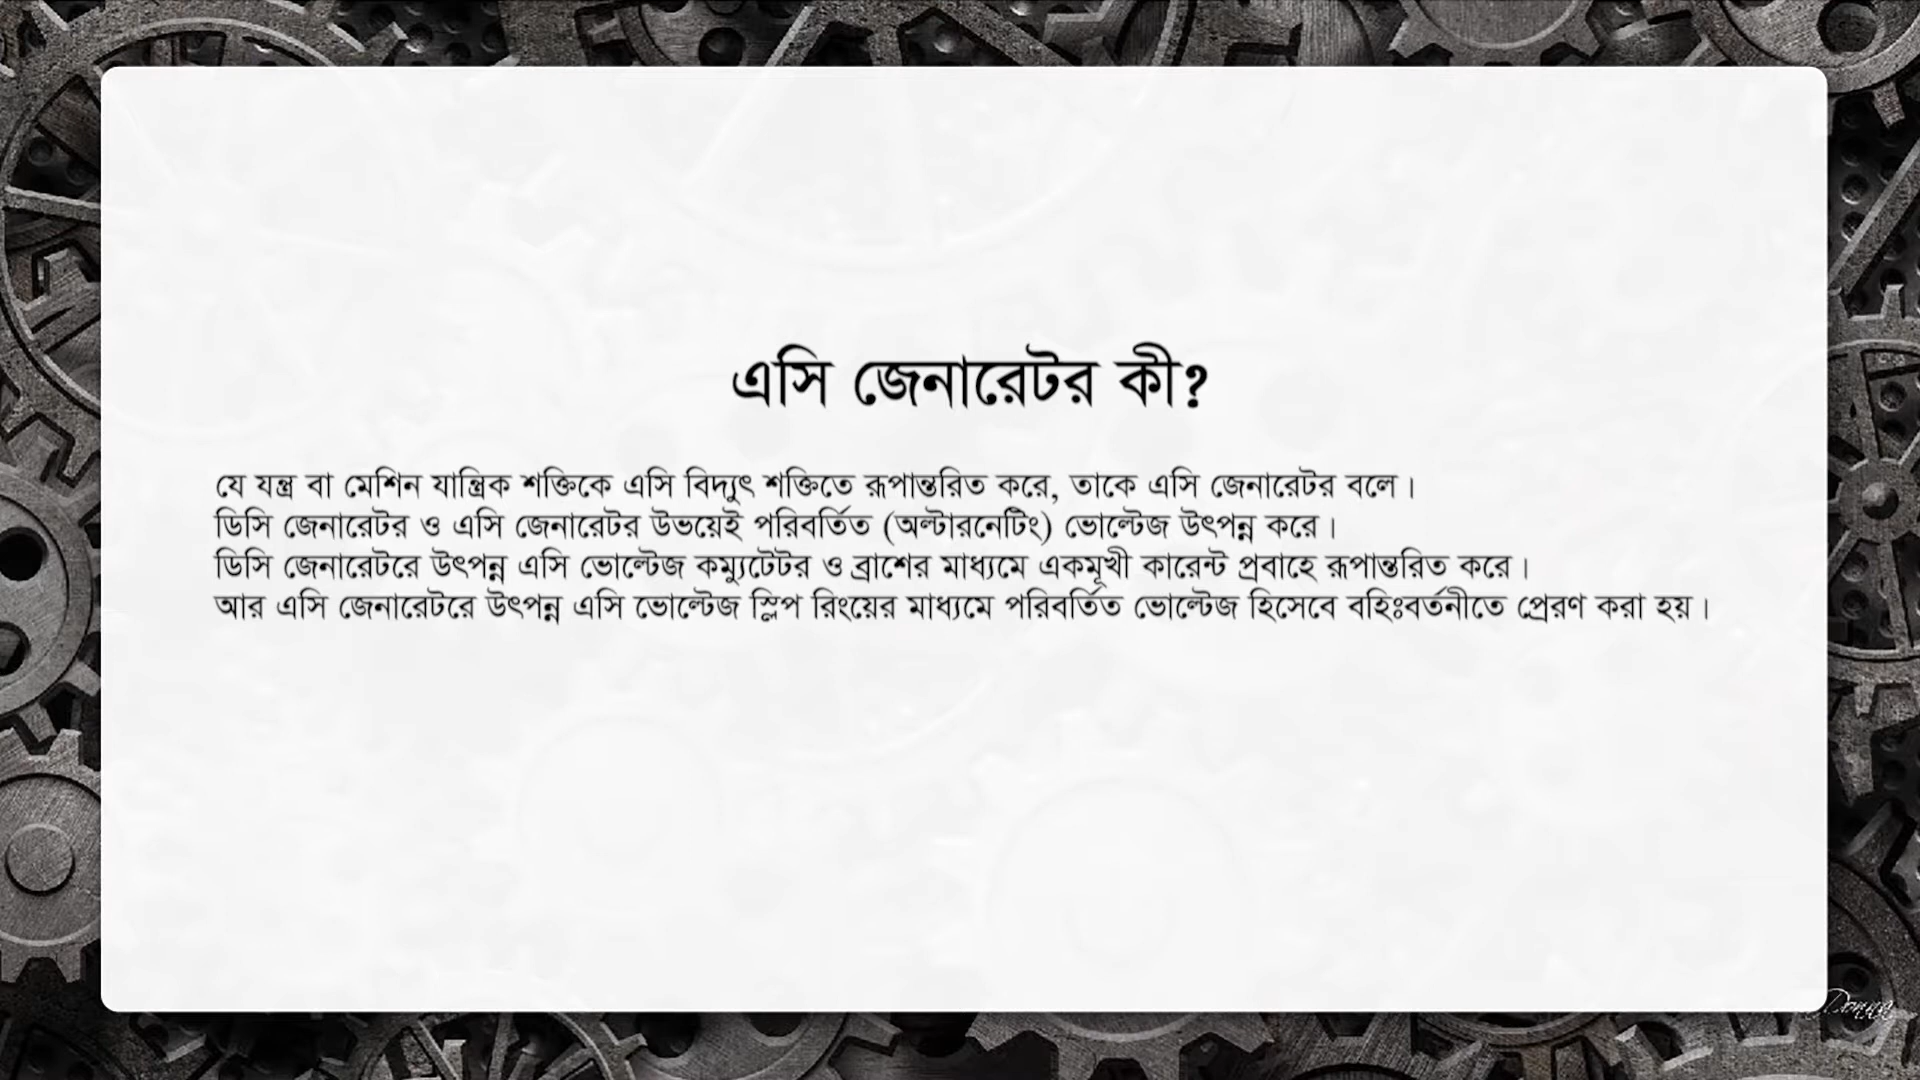 এসি জেনারেটর কী?
যে যন্ত্র বা মেশিন যান্ত্রিক শক্তিকে এসি বিদ্যুৎ শক্তিতে রূপান্তরিত করে, তাকে এসি জেনারেটর বলে।
ডিসি জেনারেটর ও এসি জেনারেটর উভয়েই পরিবর্তিত (অল্টারনেটিং) ভোল্টেজ উৎপন্ন করে।
ডিসি জেনারেটরে উৎপন্ন এসি ভোল্টেজ কম্যুটেটর ও ব্রাশের মাধ্যমে একমূখী কারেন্ট প্রবাহে রূপান্তরিত করে।
আর এসি জেনারেটরে উৎপন্ন এসি ভোল্টেজ স্লিপ রিংয়ের মাধ্যমে পরিবর্তিত ভোল্টেজ হিসেবে বহিঃবর্তনীতে প্রেরণ করা হয়।